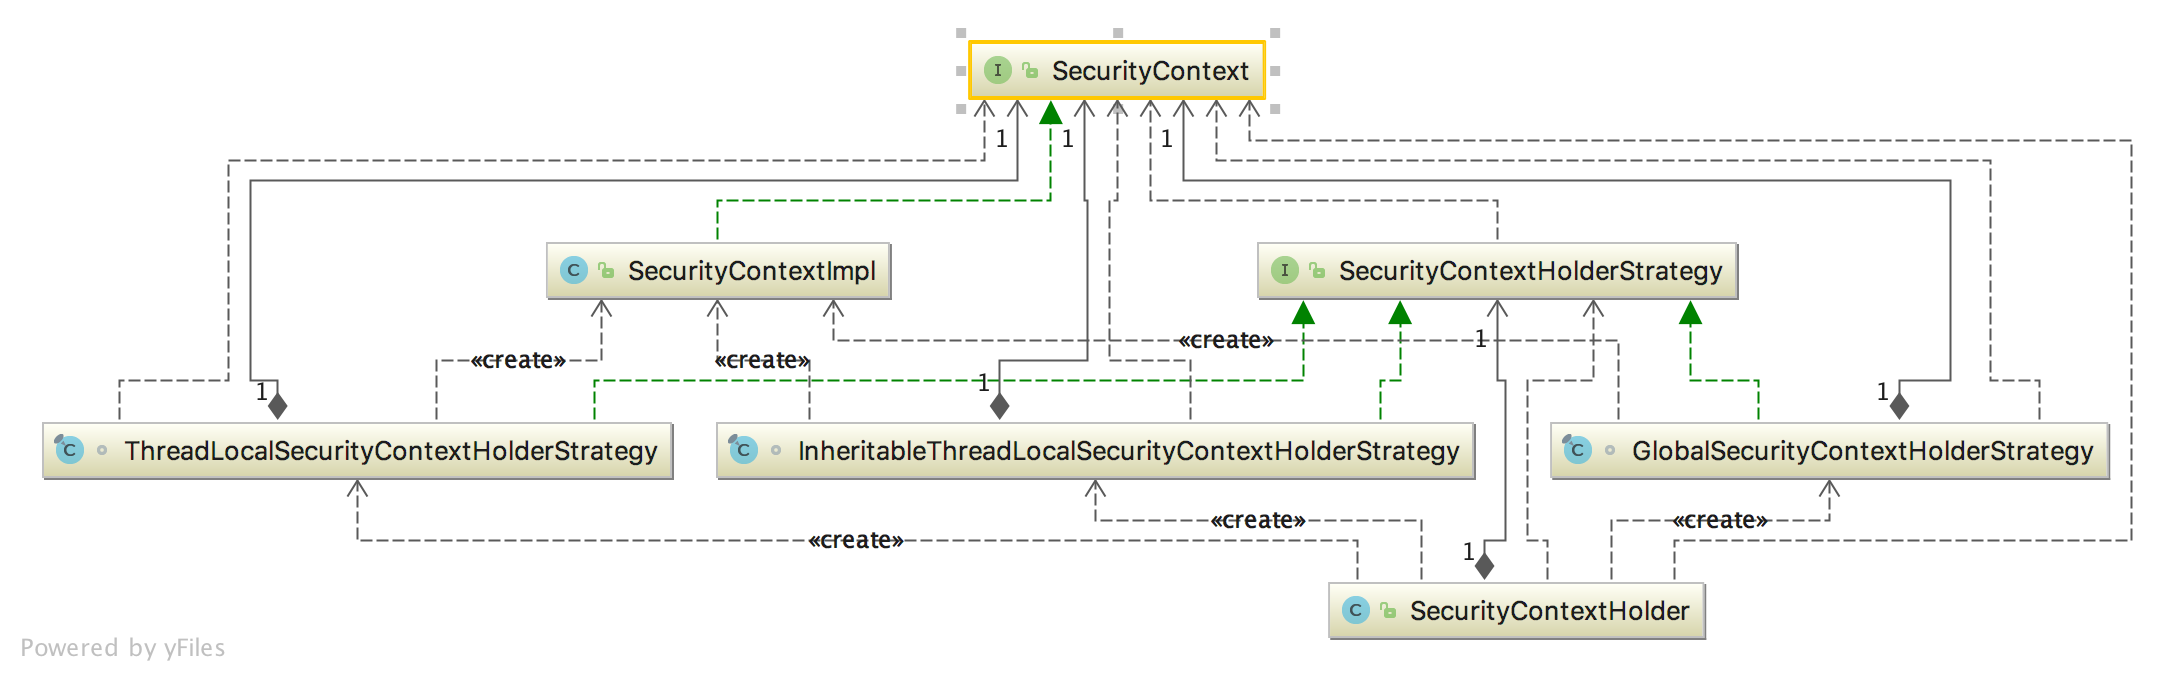 I SecurityContext
1 1 1
C SecurityContextImpl
I SecurityContextHolderStrategy
«create» 1
«create» «create»
1 1 1
C ThreadLocalSecurityContextHolderStrategy
C InheritableThreadLocalSecurityContextHolderStrategy
C GlobalSecurityContextHolderStrategy
«create» «create»
«create»
1
C SecurityContextHolder
Powered by yFiles